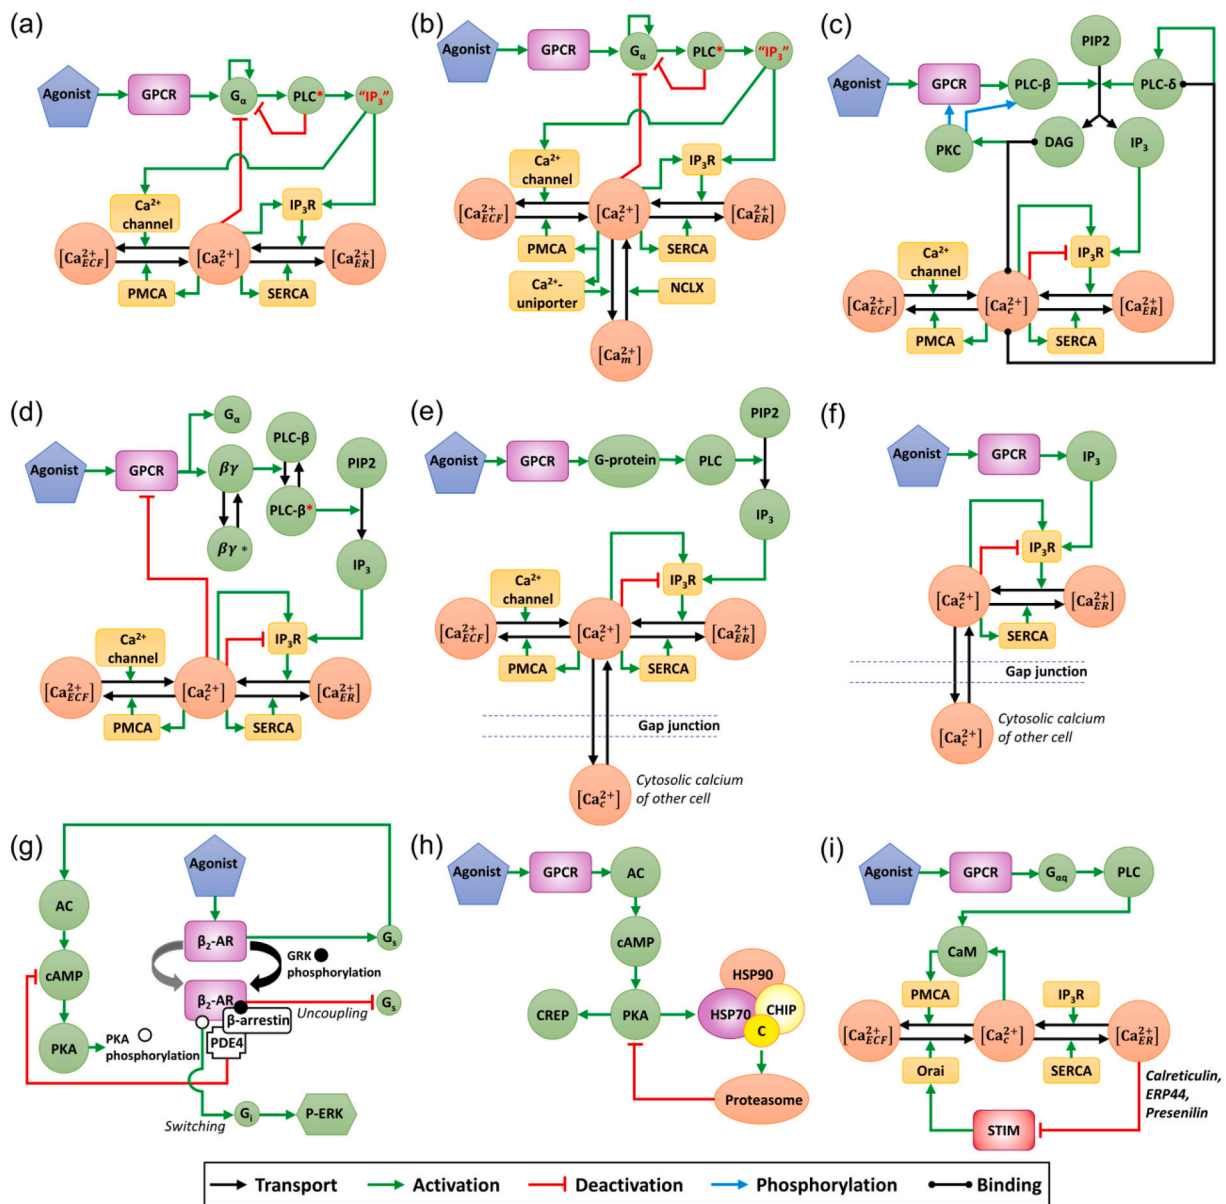 (a)
Agonist
GPCR
Gα
PLC*
"IP3"
Ca2+
channel
IP3R
[Ca2+ECF]
[Ca2+c]
[Ca2+ER]
PMCA
SERCA
(b)
Agonist
GPCR
Gα
PLC*
"IP3"
Ca2+
channel
IP3R
[Ca2+ECF]
[Ca2+c]
[Ca2+ER]
PMCA
SERCA
Ca2+-
uniporter
NCLX
[Ca2+m]
(c)
PIP2
Agonist
GPCR
PLC-β
PLC-δ
PKC
DAG
IP3
Ca2+
channel
IP3R
[Ca2+ECF]
[Ca2+c]
[Ca2+ER]
PMCA
SERCA
(d)
Gα
PLC-β
Agonist
GPCR
βγ
PIP2
PLC-β*
βγ*
IP3
Ca2+
channel
IP3R
[Ca2+ECF]
[Ca2+c]
[Ca2+ER]
PMCA
SERCA
(e)
PIP2
Agonist
GPCR
G-protein
PLC
IP3
Ca2+
channel
IP3R
[Ca2+ECF]
[Ca2+c]
[Ca2+ER]
PMCA
SERCA
Gap junction
[Ca2+c]
Cytosolic calcium
of other cell
(f)
Agonist
GPCR
IP3
IP3R
[Ca2+c]
[Ca2+ER]
SERCA
Gap junction
[Ca2+c]
Cytosolic calcium
of other cell
(g)
Agonist
AC
β2-AR
Gs
GRK
phosphorylation
cAMP
β2-AR
Uncoupling
Gs
β-arrestin
PDE4
PKA
PKA
phosphorylation
Switching
Gi
P-ERK
(h)
Agonist
GPCR
AC
cAMP
HSP90
CREP
PKA
HSP70
CHIP
C
Proteasome
(i)
Agonist
GPCR
Gαq
PLC
CaM
PMCA
IP3R
[Ca2+ECF]
[Ca2+c]
[Ca2+ER]
Orai
SERCA
Calreticulin,
ERP44,
Presenilin
STIM
Transport
Activation
Deactivation
Phosphorylation
Binding